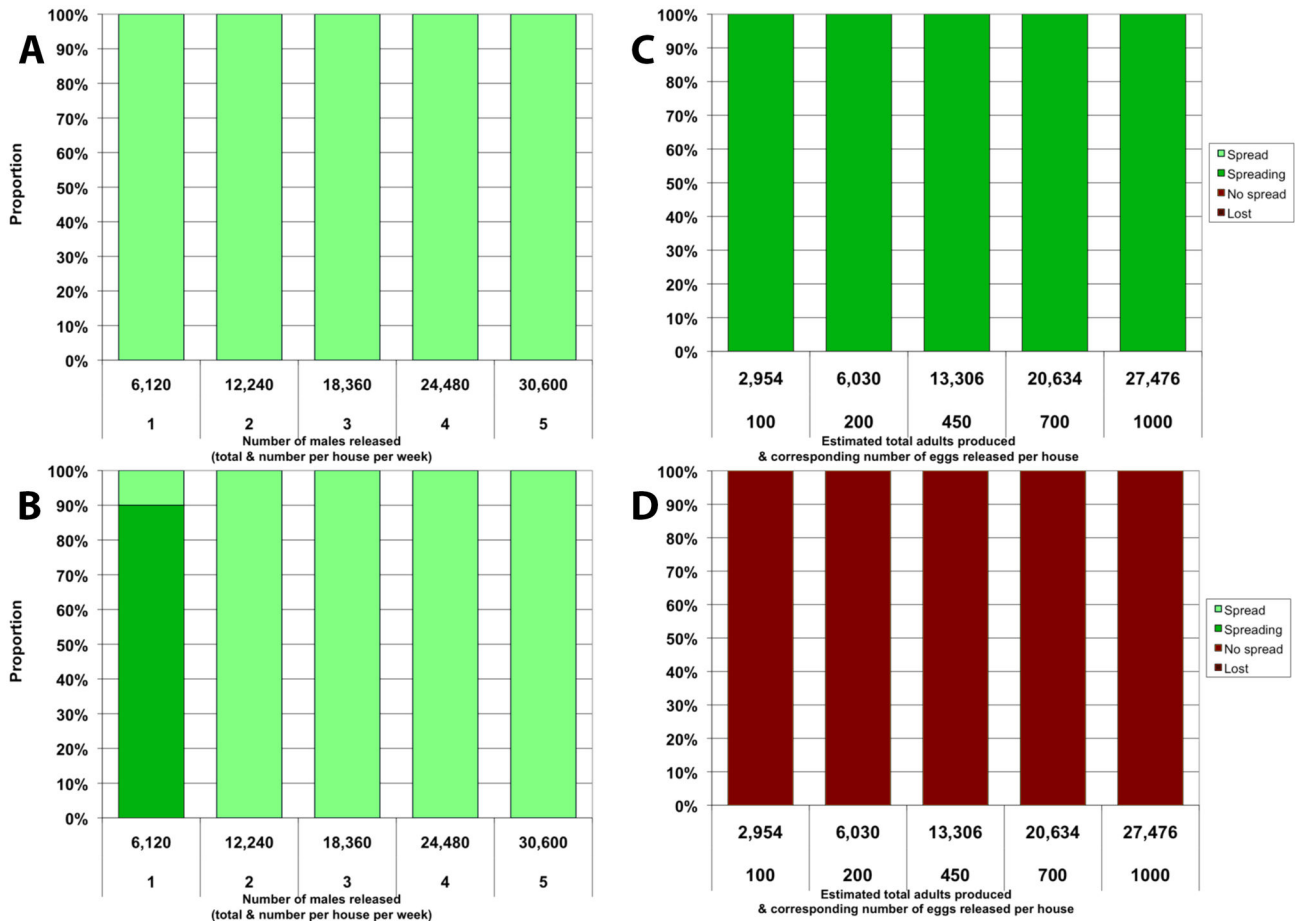 A
Proportion
100%
90%
80%
70%
60%
50%
40%
30%
20%
10%
0%
6,120 12,240 18,360 24,480 30,600
1 2 3 4 5
Number of males released
(total & number per house per week)
C
100%
90%
80%
70%
60%
50%
40%
30%
20%
10%
0%
2,954 6,030 13,306 20,634 27,476
100 200 450 700 1000
Estimated total adults produced
& corresponding number of eggs released per house
Spread
Spreading
No spread
Lost
B
Proportion
100%
90%
80%
70%
60%
50%
40%
30%
20%
10%
0%
6,120 12,240 18,360 24,480 30,600
1 2 3 4 5
Number of males released
(total & number per house per week)
D
100%
90%
80%
70%
60%
50%
40%
30%
20%
10%
0%
2,954 6,030 13,306 20,634 27,476
100 200 450 700 1000
Estimated total adults produced
& corresponding number of eggs released per house
Spread
Spreading
No spread
Lost